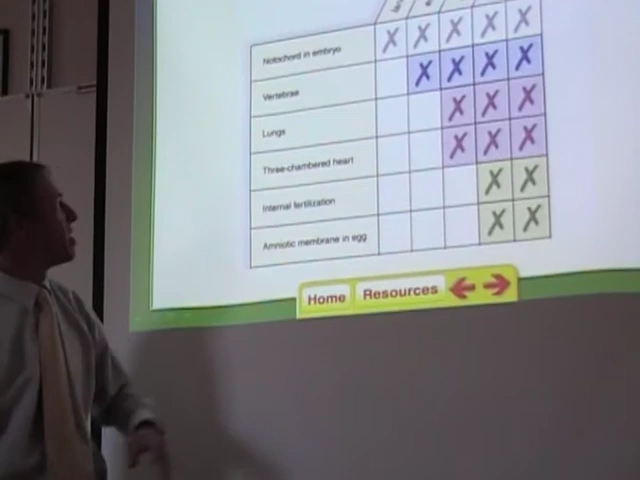 Notochord in embryo X X X X X
Vertebrae X X X X
Lungs X X X
Three-chambered heart X X X
Internal fertilization X X
Amniotic membrane in egg X X
Home Resources